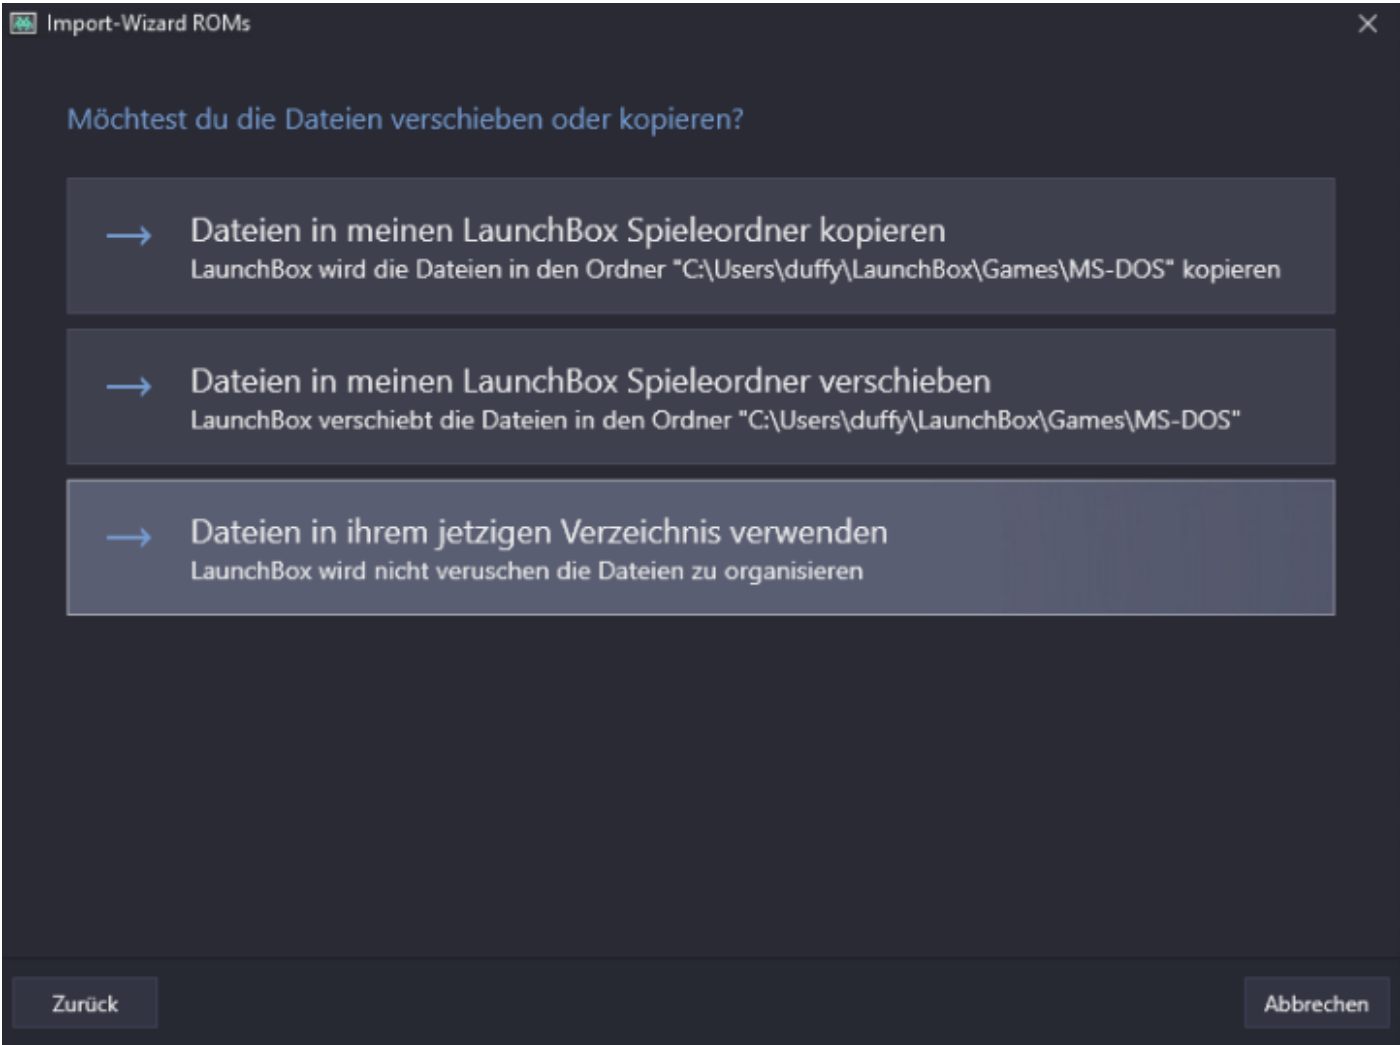 Import-Wizard ROMs
Möchtest du die Dateien verschieben oder kopieren?
Dateien in meinen LaunchBox Spieleordner kopieren
LaunchBox wird die Dateien in den Ordner "C:\Users\duffy\LaunchBox\Games\MS-DOS" kopieren
Dateien in meinen LaunchBox Spieleordner verschieben
LaunchBox verschiebt die Dateien in den Ordner "C:\Users\duffy\LaunchBox\Games\MS-DOS"
Dateien in ihrem jetzigen Verzeichnis verwenden
LaunchBox wird nicht veruschen die Dateien zu organisieren
Zurück
Abbrechen